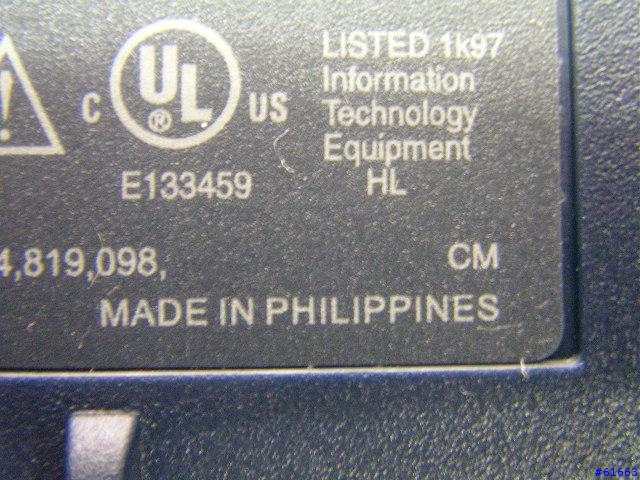 LISTED 1k97
C UL ® US
Information
Technology
Equipment
E133459
HL
4,819,098,
CM
MADE IN PHILIPPINES
#61663